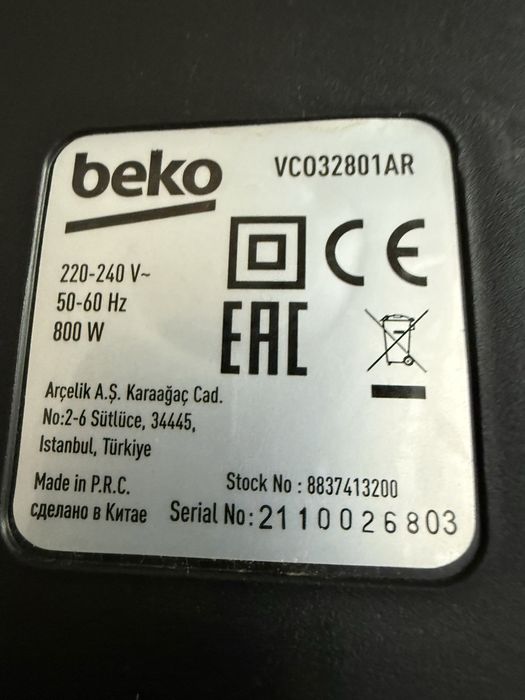 beko
VCO32801AR
220-240 V~
50-60 Hz
800 W
CE
EAC
Arçelik A.Ş. Karaağaç Cad.
No:2-6 Sütlüce, 34445,
Istanbul, Türkiye
Made in P.R.C.
Stock No : 8837413200
сделано в Китае
Serial No: 2110026803